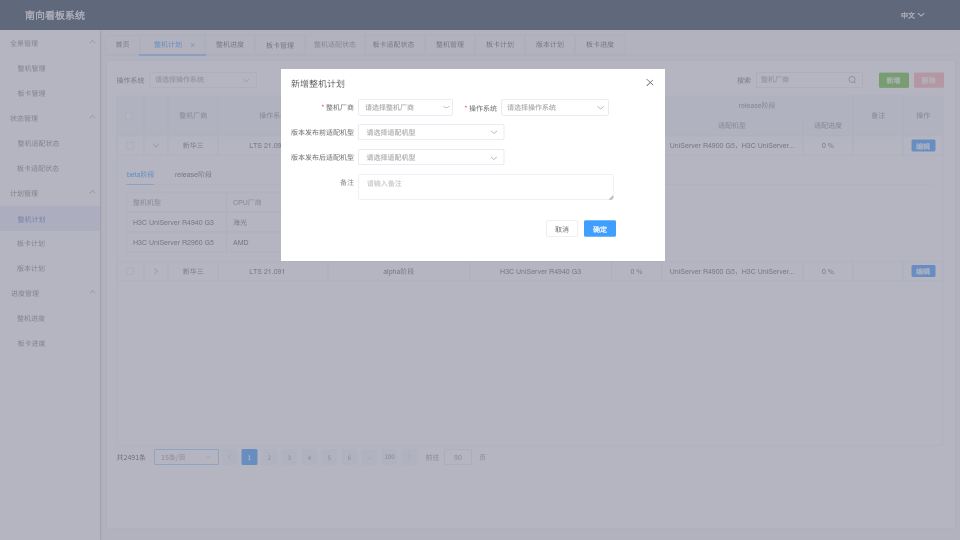 南向看板系统
中文
全景管理
整机管理
板卡管理
状态管理
整机适配状态
板卡适配状态
计划管理
整机计划
板卡计划
版本计划
进度管理
整机进度
板卡进度
首页 整机计划 × 整机进度 板卡管理 整机适配状态 板卡适配状态 整机管理 板卡计划 版本计划 板卡进度
操作系统 请选择操作系统 搜索 整机厂商 新增 删除
整机厂商 操作系 release阶段 备注 操作
适配机型 适配进度
新华三 LTS 21.09 UniServer R4900 G5、H3C UniServer... 0 % 编辑
beta阶段 release阶段
整机机型 CPU厂商
H3C UniServer R4940 G3 海光
H3C UniServer R2960 G5 AMD
新华三 LTS 21.091 alpha阶段 H3C UniServer R4940 G3 0 % UniServer R4900 G5、H3C UniServer... 0 % 编辑
共2491条 25条/页 1 2 3 4 5 6 ... 100 前往 90 页
新增整机计划
* 整机厂商 请选择整机厂商 * 操作系统 请选择操作系统
版本发布前适配机型 请选择适配机型
版本发布后适配机型 请选择适配机型
备注 请输入备注
取消 确定